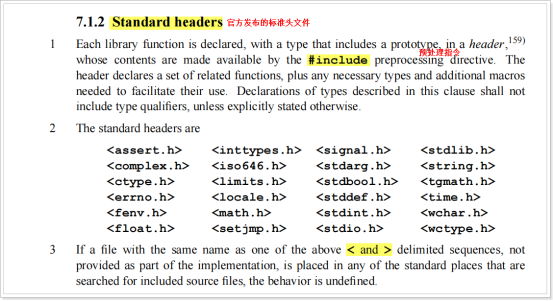 7.1.2 Standard headers 官方发布的标准头文件
1 Each library function is declared, with a type that includes a prototype, in a header,159)
预处理指令
whose contents are made available by the #include preprocessing directive. The
header declares a set of related functions, plus any necessary types and additional macros
needed to facilitate their use. Declarations of types described in this clause shall not
include type qualifiers, unless explicitly stated otherwise.
2 The standard headers are
<assert.h> <inttypes.h> <signal.h> <stdlib.h>
<complex.h> <iso646.h> <stdarg.h> <string.h>
<ctype.h> <limits.h> <stdbool.h> <tgmath.h>
<errno.h> <locale.h> <stddef.h> <time.h>
<fenv.h> <math.h> <stdint.h> <wchar.h>
<float.h> <setjmp.h> <stdio.h> <wctype.h>
3 If a file with the same name as one of the above < and > delimited sequences, not
provided as part of the implementation, is placed in any of the standard places that are
searched for included source files, the behavior is undefined.